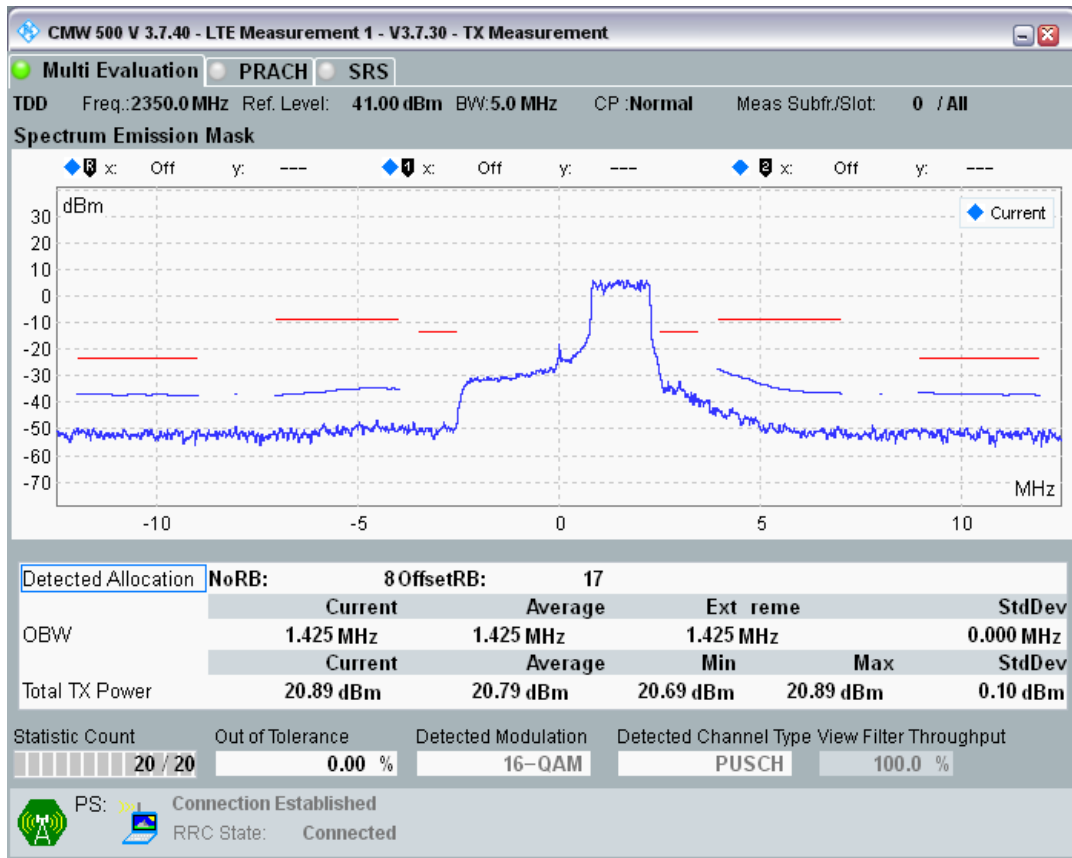 CMW 500 V 3.7.40 - LTE Measurement 1 - V3.7.30 - TX Measurement
Multi Evaluation PRACH SRS
TDD Freq.:2350.0 MHz Ref. Level: 41.00 dBm BW:5.0 MHz CP :Normal Meas Subfr./Slot: 0 / All
Spectrum Emission Mask
R x: Off y: --- 1 x: Off y: --- 2 x: Off y: ---
dBm
Current
30
20
10
0
-10
-20
-30
-40
-50
-60
-70
MHz
-10 -5 0 5 10
Detected Allocation NoRB: 8 OffsetRB: 17
Current Average Ext reme StdDev
OBW 1.425 MHz 1.425 MHz 1.425 MHz 0.000 MHz
Current Average Min Max StdDev
Total TX Power 20.89 dBm 20.79 dBm 20.69 dBm 20.89 dBm 0.10 dBm
Statistic Count Out of Tolerance Detected Modulation Detected Channel Type View Filter Throughput
20 / 20 0.00 % 16-QAM PUSCH 100.0 %
PS: Connection Established
RRC State: Connected